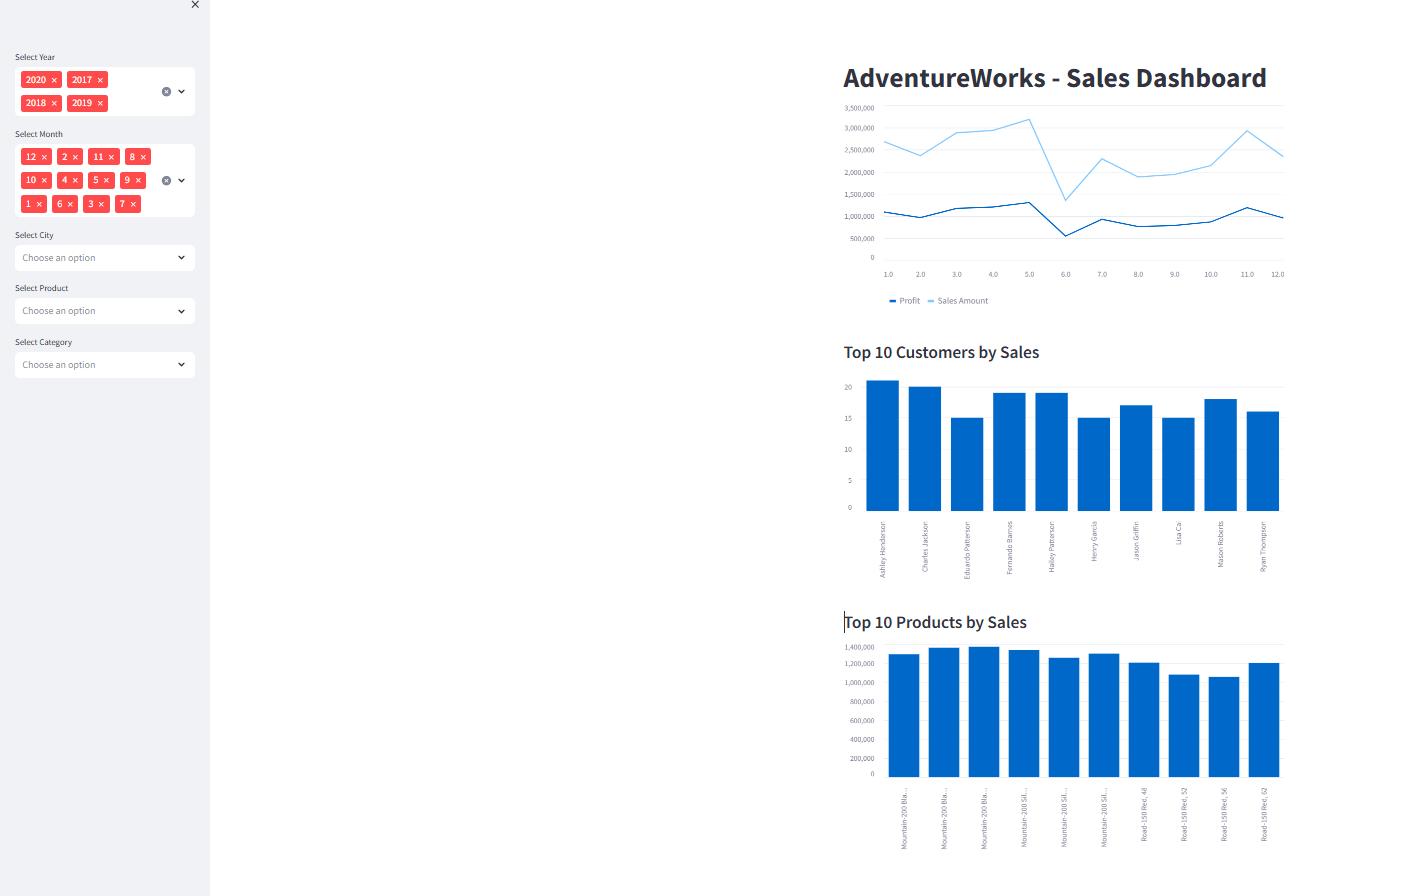 ×
Select Year
2020 × 2017 ×
2018 × 2019 ×
Select Month
12 × 2 × 11 × 8 ×
10 × 4 × 5 × 9 ×
1 × 6 × 3 × 7 ×
Select City
Choose an option
Select Product
Choose an option
Select Category
Choose an option
AdventureWorks - Sales Dashboard
3,500,000
3,000,000
2,500,000
2,000,000
1,500,000
1,000,000
500,000
0
1.0 2.0 3.0 4.0 5.0 6.0 7.0 8.0 9.0 10.0 11.0 12.0
Profit Sales Amount
Top 10 Customers by Sales
20
15
10
5
0
Ashley Henderson
Charles Jackson
Eduardo Patterson
Fernando Barnes
Hailey Patterson
Henry Garcia
Jason Griffin
Lisa Cai
Mason Roberts
Ryan Thompson
Top 10 Products by Sales
1,400,000
1,200,000
1,000,000
800,000
600,000
400,000
200,000
0
Mountain-200 Bla…
Mountain-200 Bla…
Mountain-200 Bla…
Mountain-200 Sil…
Mountain-200 Sil…
Mountain-200 Sil…
Road-150 Red, 48
Road-150 Red, 52
Road-150 Red, 56
Road-150 Red, 62